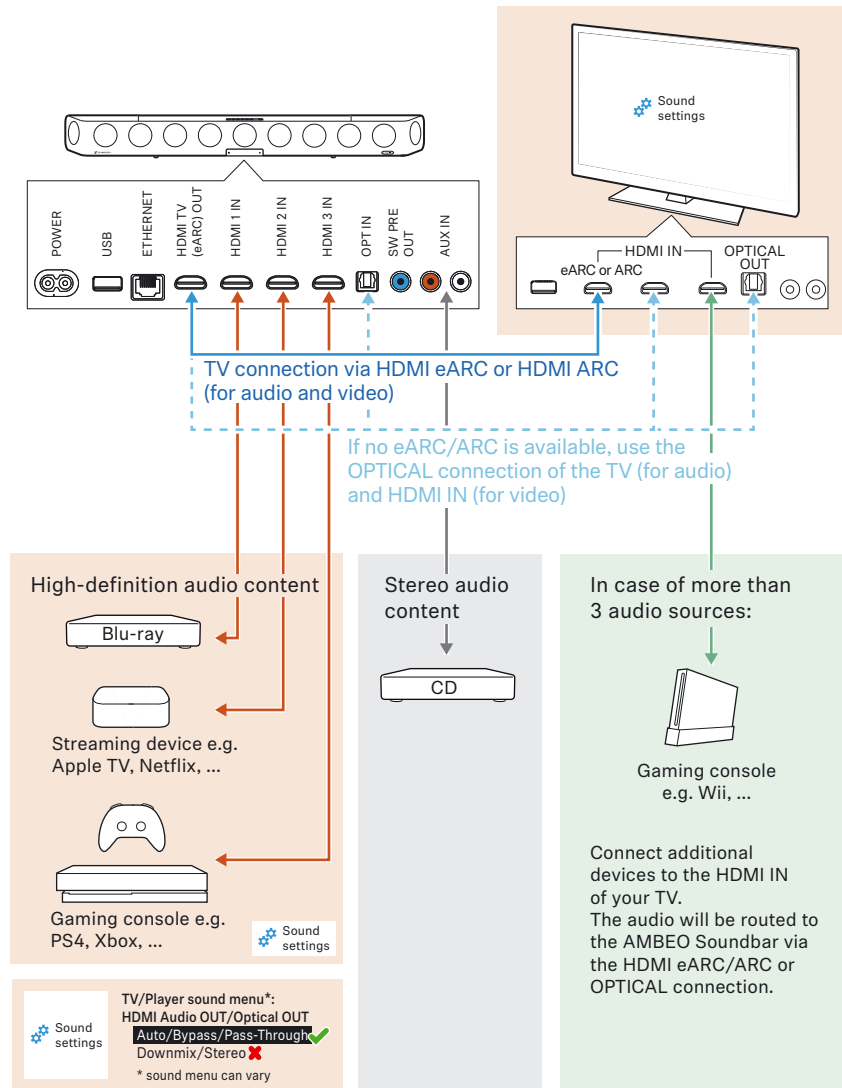 Sound
settings
POWER
USB
ETHERNET
HDMI TV
(eARC) OUT
HDMI 1 IN
HDMI 2 IN
HDMI 3 IN
OPT IN
SW PRE
OUT
AUX IN
HDMI IN
eARC or ARC
OPTICAL
OUT
TV connection via HDMI eARC or HDMI ARC
(for audio and video)
If no eARC/ARC is available, use the
OPTICAL connection of the TV (for audio)
and HDMI IN (for video)
High-definition audio content
Blu-ray
Streaming device e.g.
Apple TV, Netflix, ...
Gaming console e.g.
PS4, Xbox, ...
Sound
settings
Stereo audio
content
CD
In case of more than
3 audio sources:
Gaming console
e.g. Wii, ...
Connect additional
devices to the HDMI IN
of your TV.
The audio will be routed to
the AMBEO Soundbar via
the HDMI eARC/ARC or
OPTICAL connection.
Sound
settings
TV/Player sound menu*:
HDMI Audio OUT/Optical OUT
Auto/Bypass/Pass-Through
Downmix/Stereo
* sound menu can vary